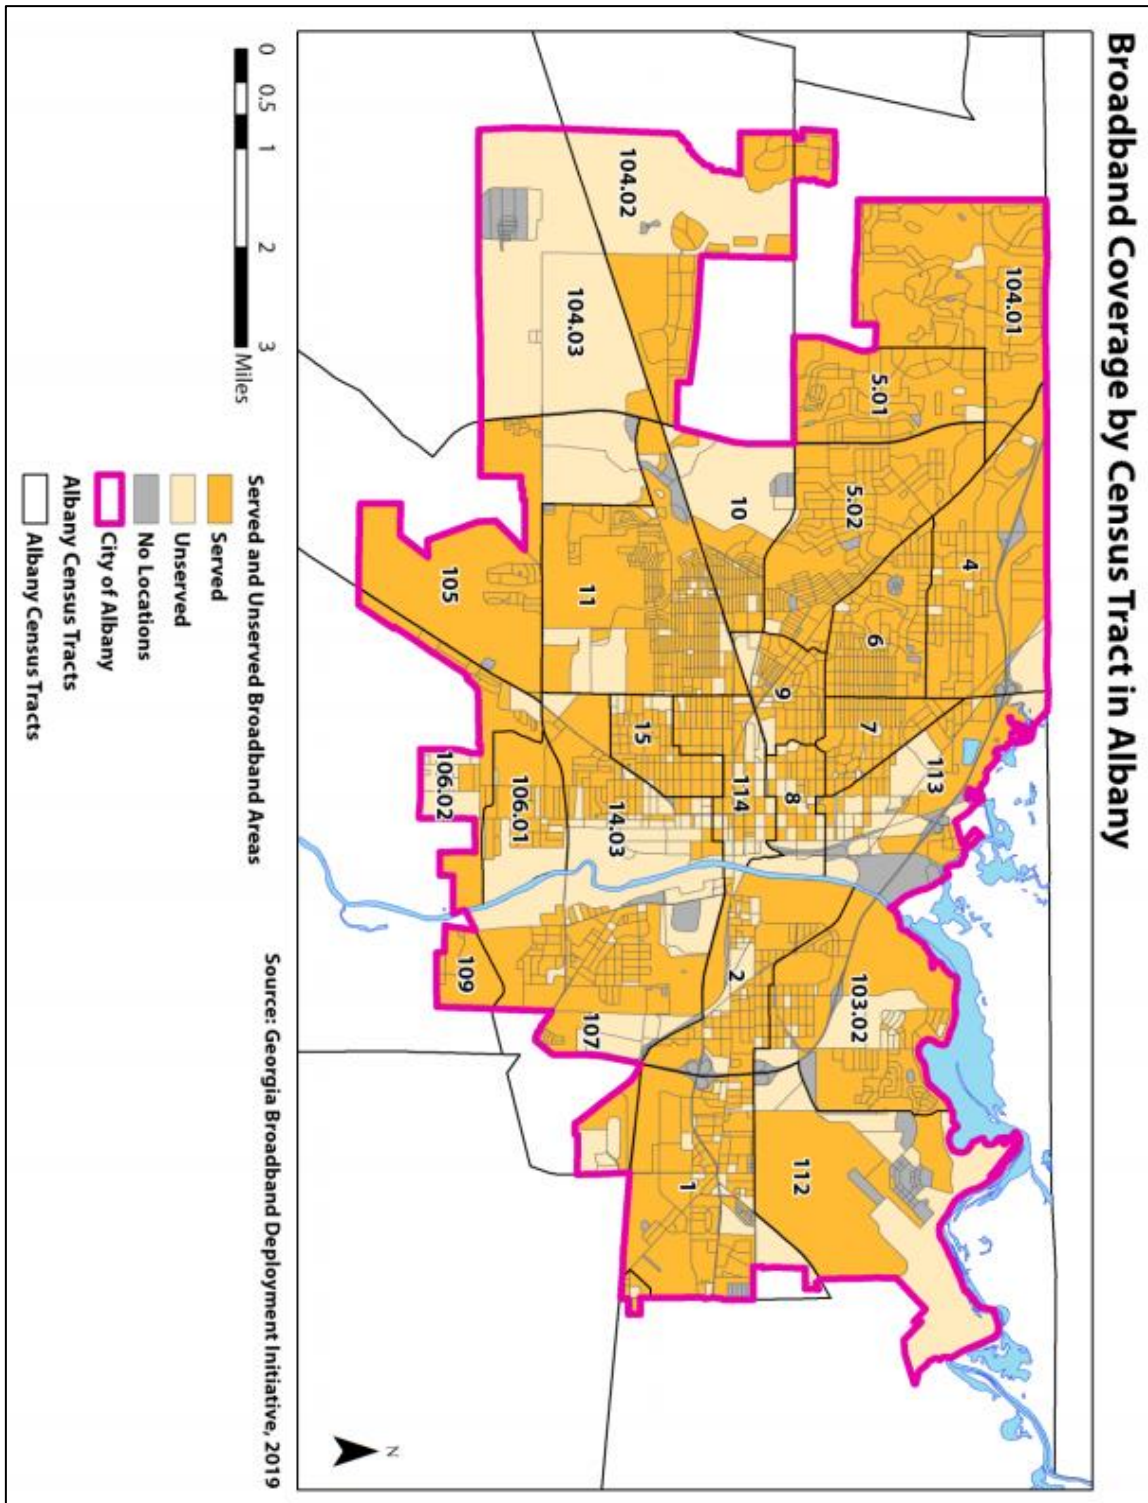 Broadband Coverage by Census Tract in Albany
104.01
4
113
5.01
5.02
6
7
103.02
112
9
8
10
114
2
1
104.02
15
104.03
11
14.03
107
105
106.01
106.02
109
N
0 0.5 1 2 3
Miles
Served and Unserved Broadband Areas
Served
Unserved
No Locations
City of Albany
Albany Census Tracts
Albany Census Tracts
Source: Georgia Broadband Deployment Initiative, 2019